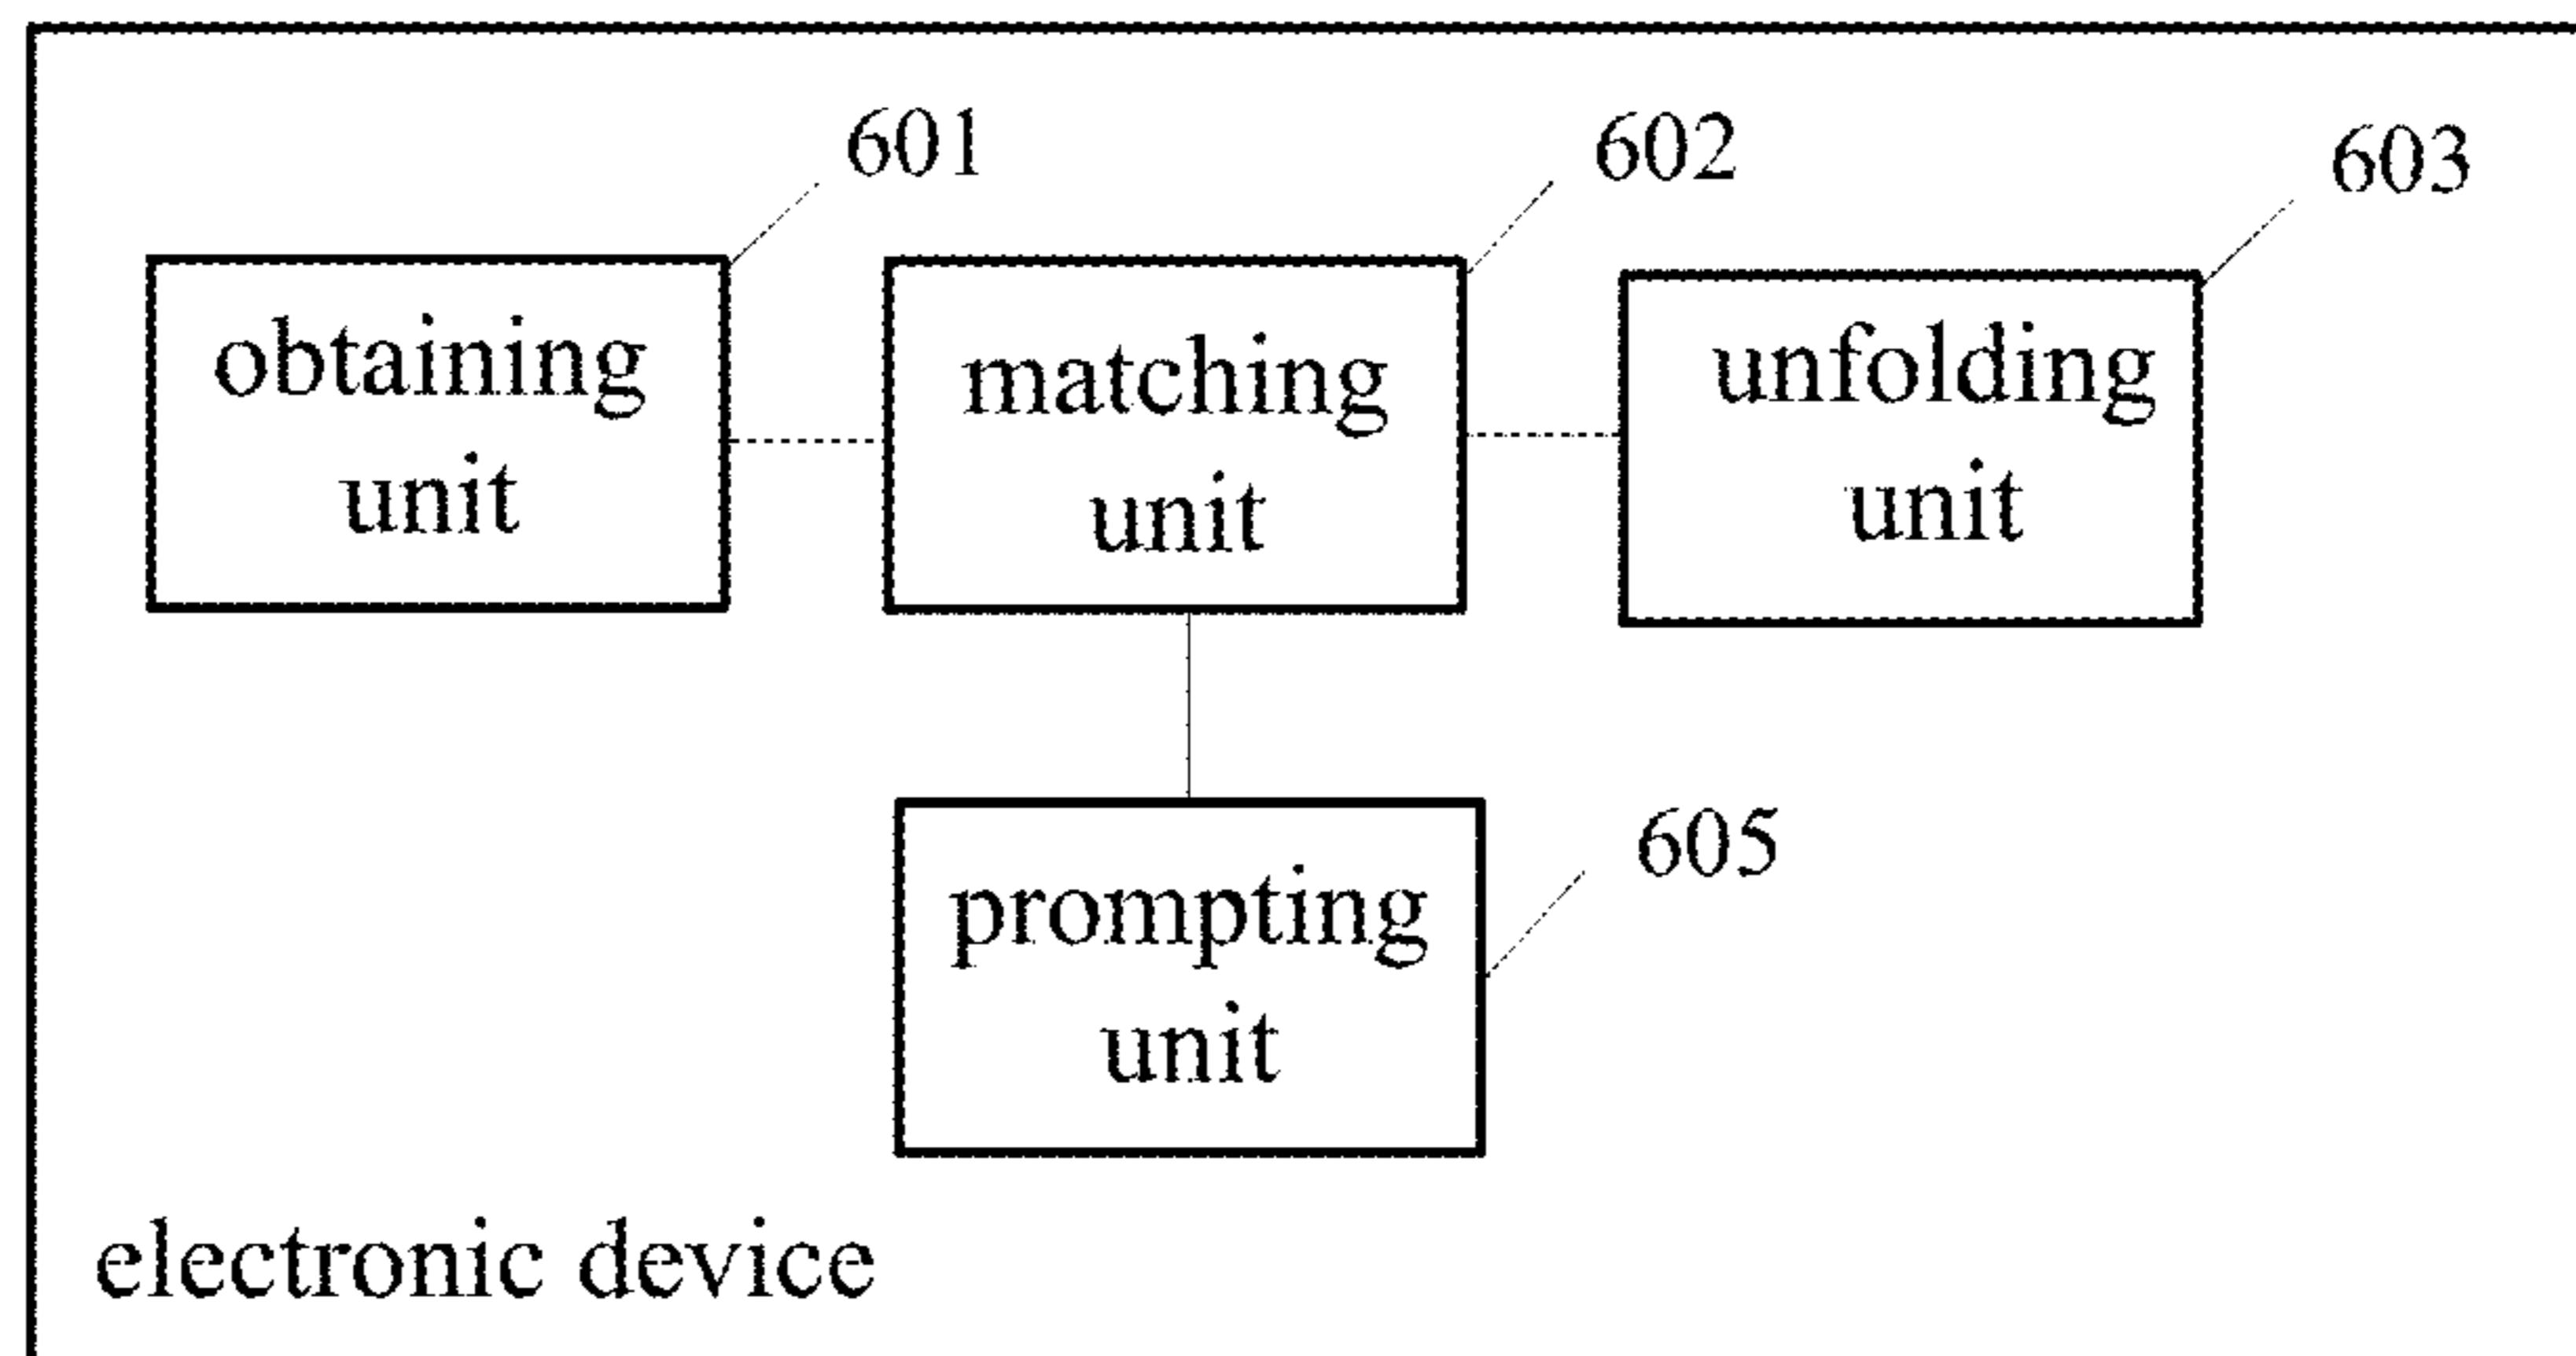 601
602
603
obtaining
unit
matching
unit
unfolding
unit
605
prompting
unit
electronic device